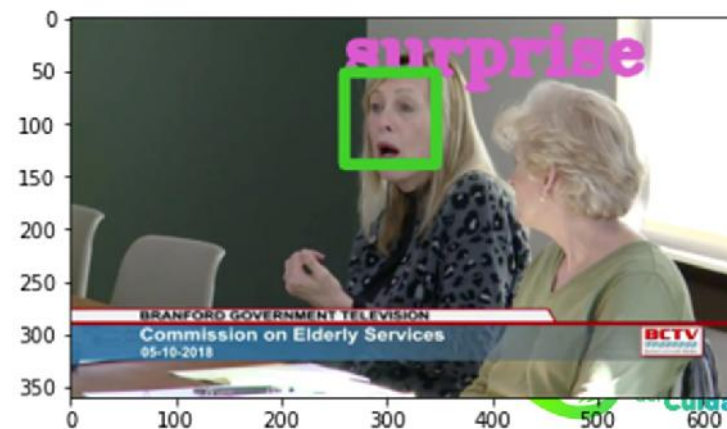 surprise
0
50
100
150
200
250
300
350
BRANFORD GOVERNMENT TELEVISION
Commission on Elderly Services
05-10-2018
BCTV
0 100 200 300 400 500 600